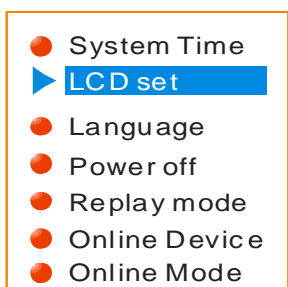 System Time
LCD set
Language
Power off
Replay mode
Online Device
Online Mode